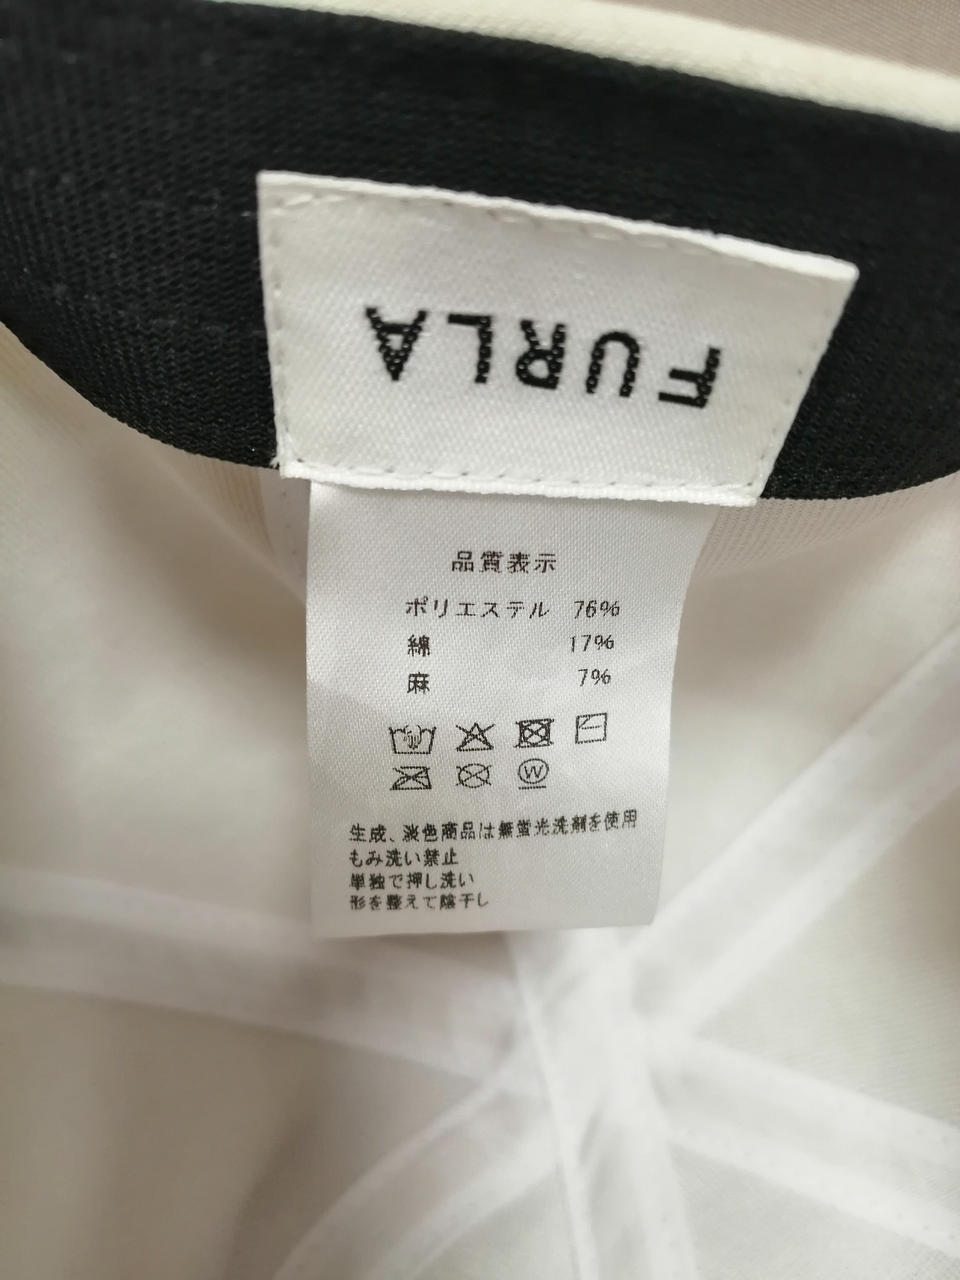 FURLA
品質表示
ポリエステル 76%
綿 17%
麻 7%
W
生成、淡色商品は無蛍光洗剤を使用
もみ洗い禁止
単独で押し洗い
形を整えて陰干し